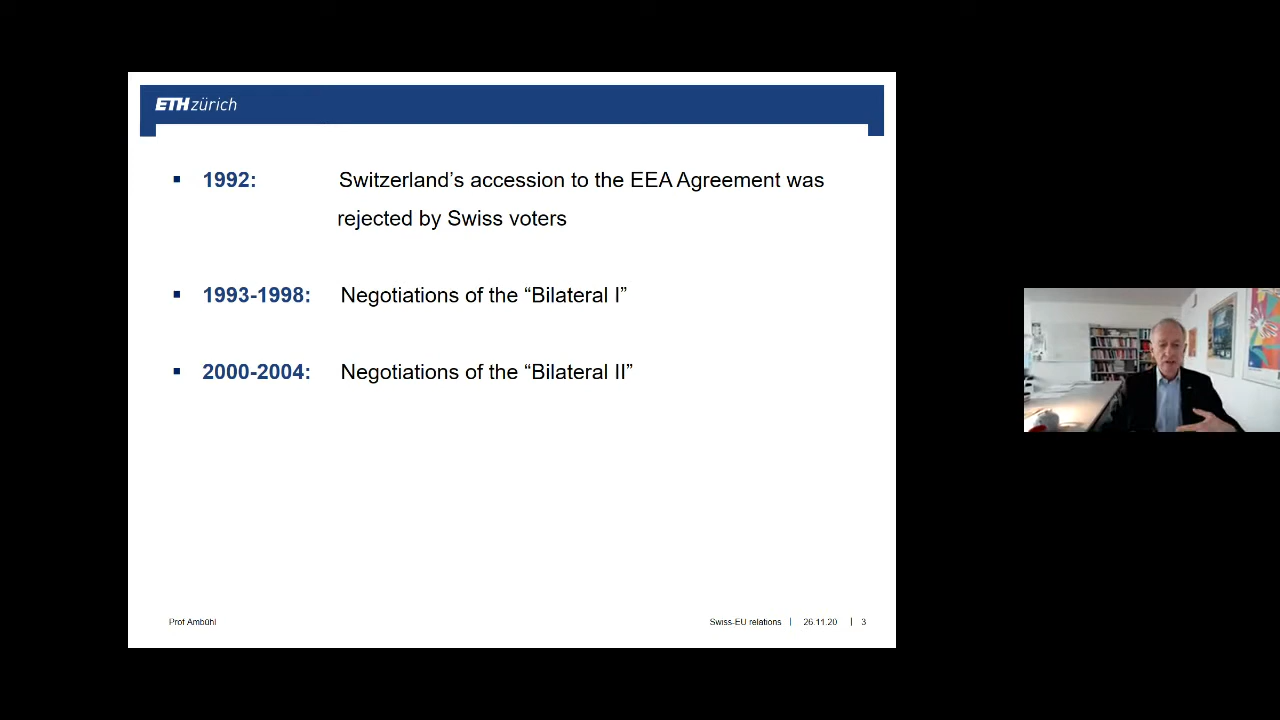 ETH zürich
▪ 1992: Switzerland’s accession to the EEA Agreement was
rejected by Swiss voters
▪ 1993-1998: Negotiations of the “Bilateral I”
▪ 2000-2004: Negotiations of the “Bilateral II”
Prof Ambühl Swiss-EU relations | 26.11.20 | 3